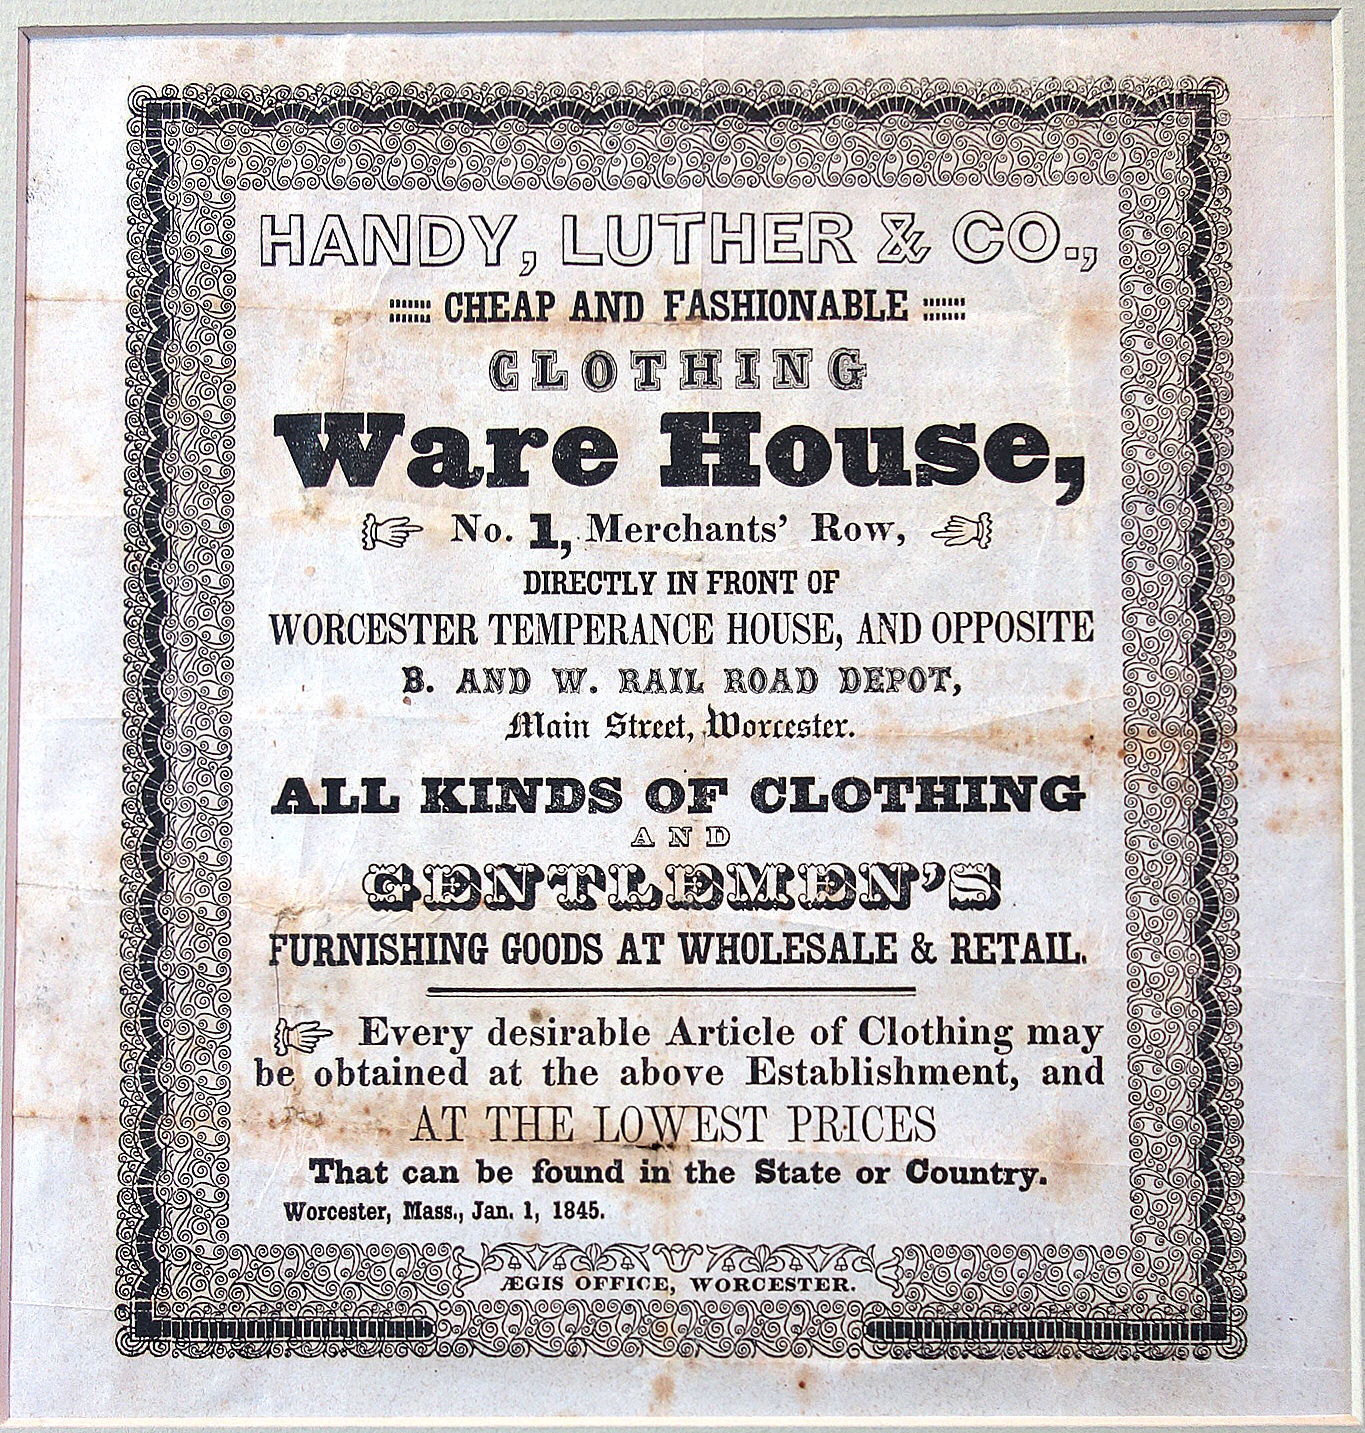 HANDY, LUTHER & CO.,
CHEAP AND FASHIONABLE
CLOTHING
Ware House,
No. 1, Merchants' Row,
DIRECTLY IN FRONT OF
WORCESTER TEMPERANCE HOUSE, AND OPPOSITE
B. AND W. RAIL ROAD DEPOT,
Main Street, Worcester.
ALL KINDS OF CLOTHING
AND
GENTLEMEN'S
FURNISHING GOODS AT WHOLESALE & RETAIL.
Every desirable Article of Clothing may
be obtained at the above Establishment, and
AT THE LOWEST PRICES
That can be found in the State or Country.
Worcester, Mass., Jan. 1, 1845.
ÆGIS OFFICE, WORCESTER.